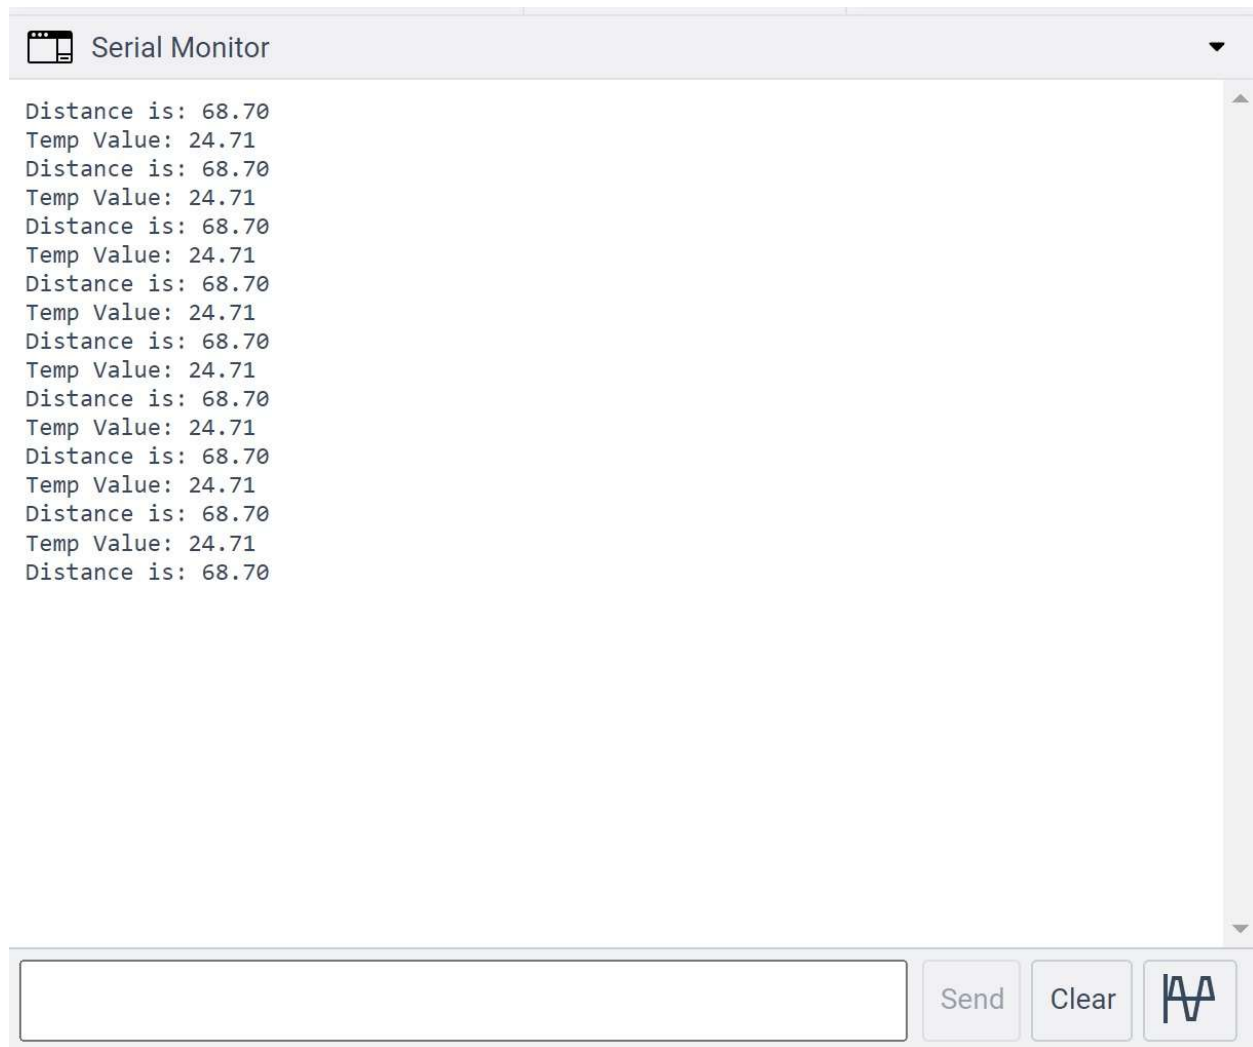 Serial Monitor
Distance is: 68.70
Temp Value: 24.71
Distance is: 68.70
Temp Value: 24.71
Distance is: 68.70
Temp Value: 24.71
Distance is: 68.70
Temp Value: 24.71
Distance is: 68.70
Temp Value: 24.71
Distance is: 68.70
Temp Value: 24.71
Distance is: 68.70
Temp Value: 24.71
Distance is: 68.70
Temp Value: 24.71
Distance is: 68.70
Send Clear